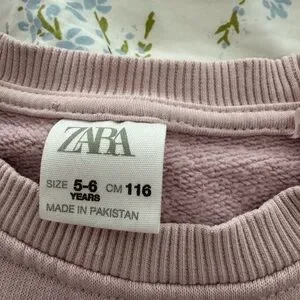 ZARA
SIZE 5-6 YEARS CM 116
MADE IN PAKISTAN